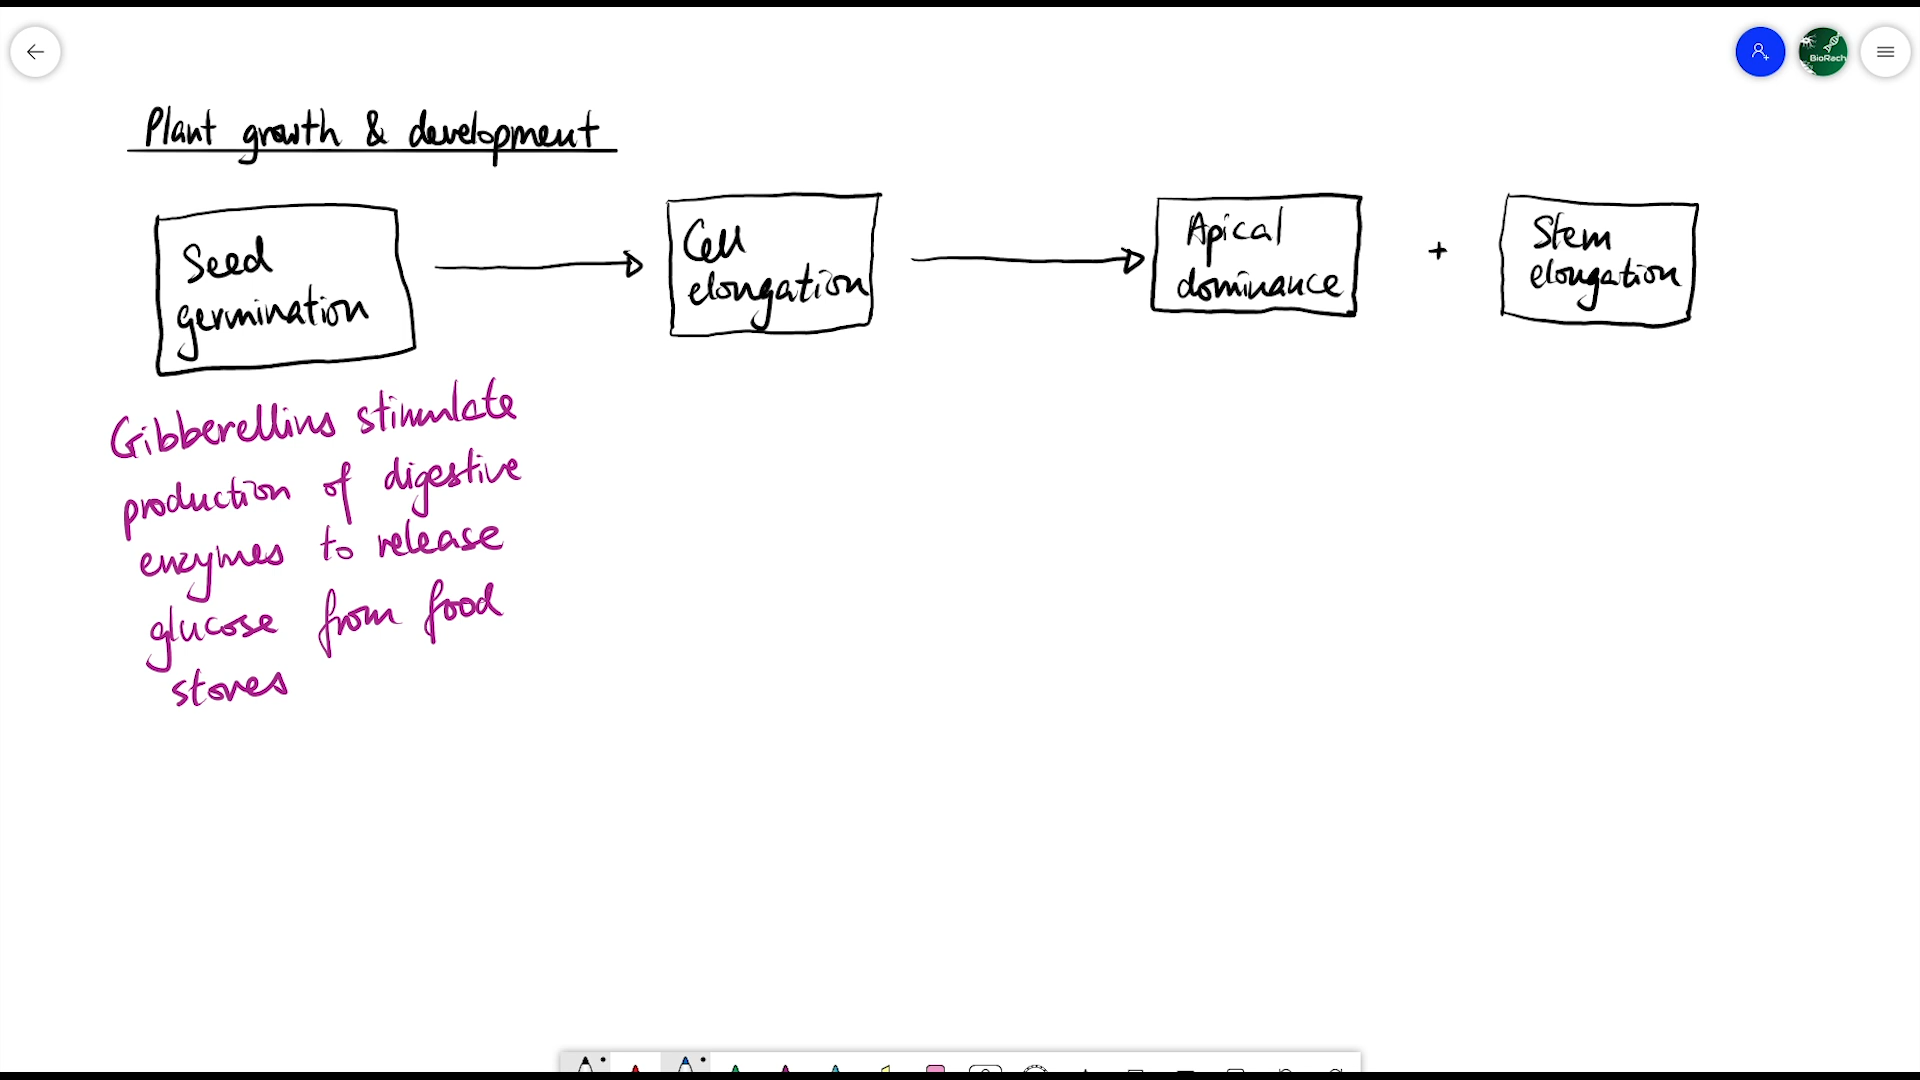 BioRach
Plant growth & development
Seed
germination
Cell
elongation
Apical
dominance
+
Stem
elongation
Gibberellins stimulate
production of digestive
enzymes to release
glucose from food
stores